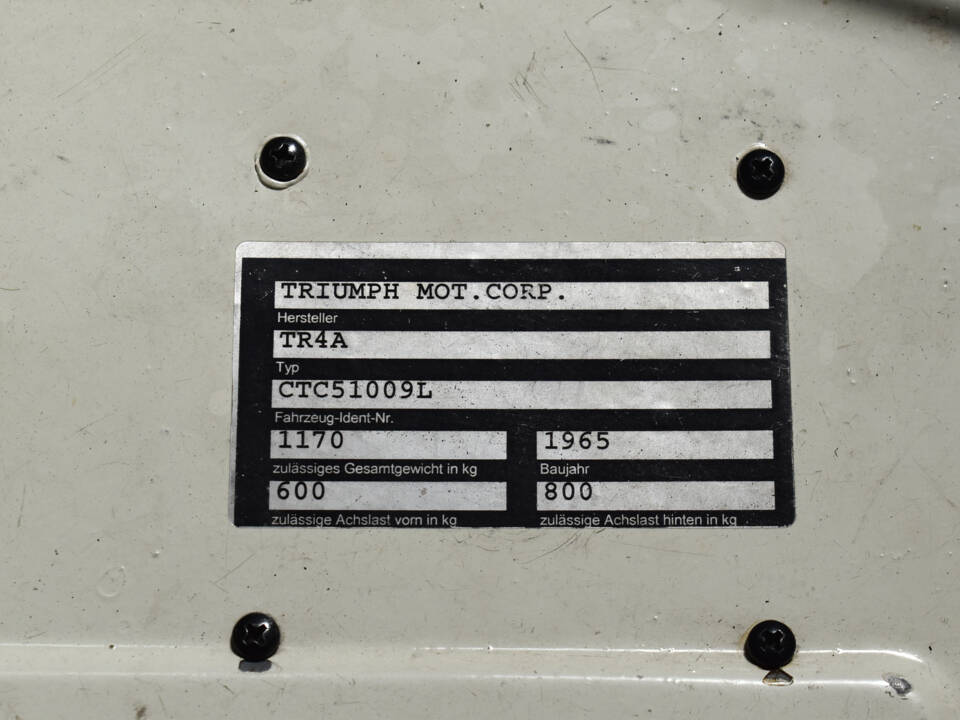 TRIUMPH MOT.CORP.
Hersteller
TR4A
Typ
CTC51009L
Fahrzeug-Ident-Nr.
1170 1965
zulässiges Gesamtgewicht in kg Baujahr
600 800
zulässige Achslast vorn in kg zulässige Achslast hinten in kg